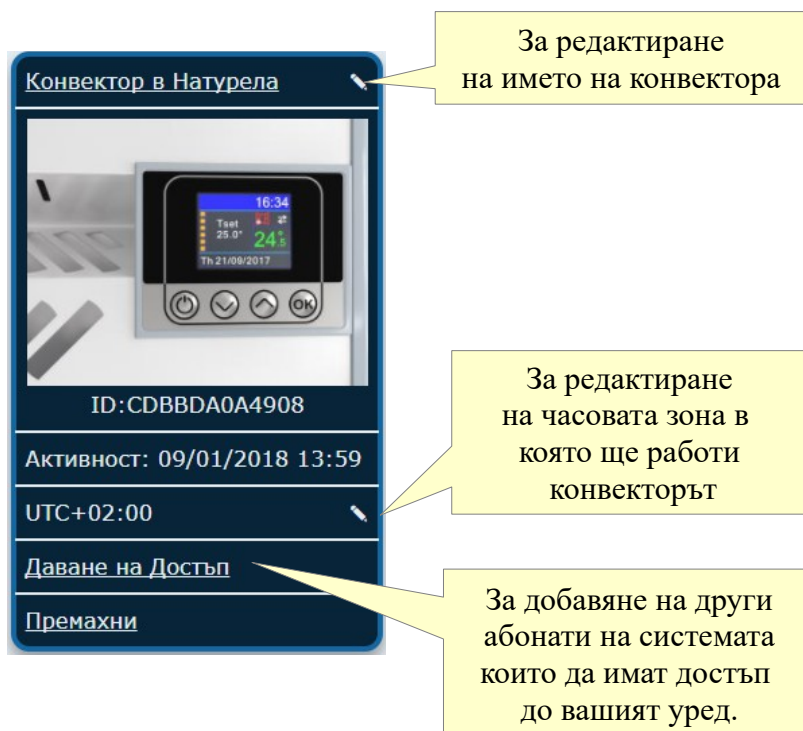 За редактиране
на името на конвектора
Конвектор в Натурела
16:34
Tset
25.0°
24.5°
Th 21/09/2017
OK
ID:CDBBDA0A4908
Активност: 09/01/2018 13:59
За редактиране
на часовата зона в
която ще работи
конвекторът
UTC+02:00
Даване на Достъп
Премахни
За добавяне на други
абонати на системата
които да имат достъп
до вашият уред.